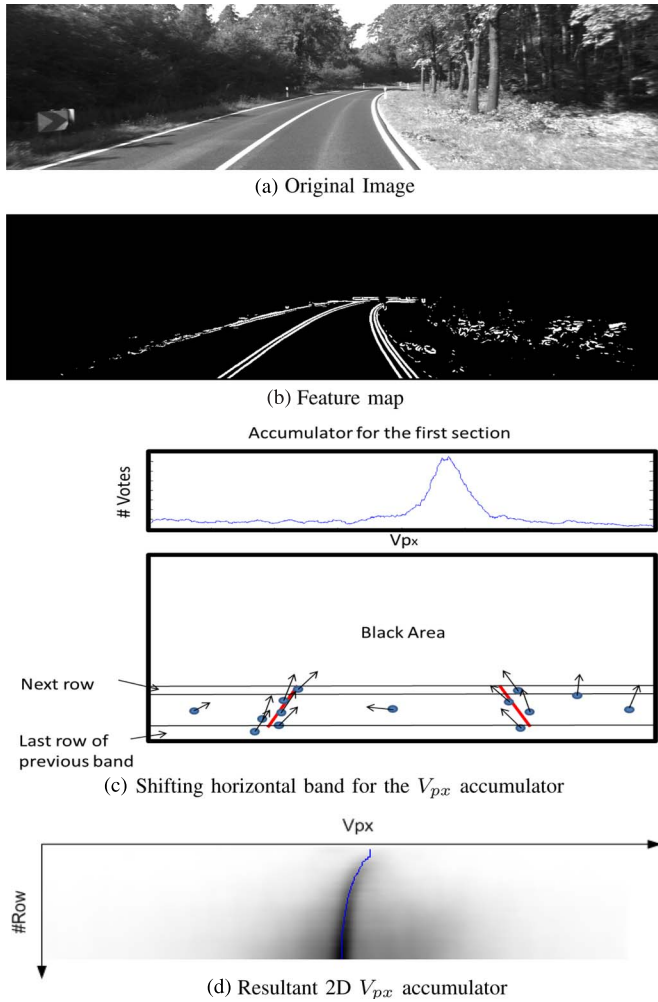 (a) Original Image
(b) Feature map
Accumulator for the first section
# Votes
Vpx
Black Area
Next row
Last row of
previous band
(c) Shifting horizontal band for the Vpx accumulator
Vpx
#Row
(d) Resultant 2D Vpx accumulator